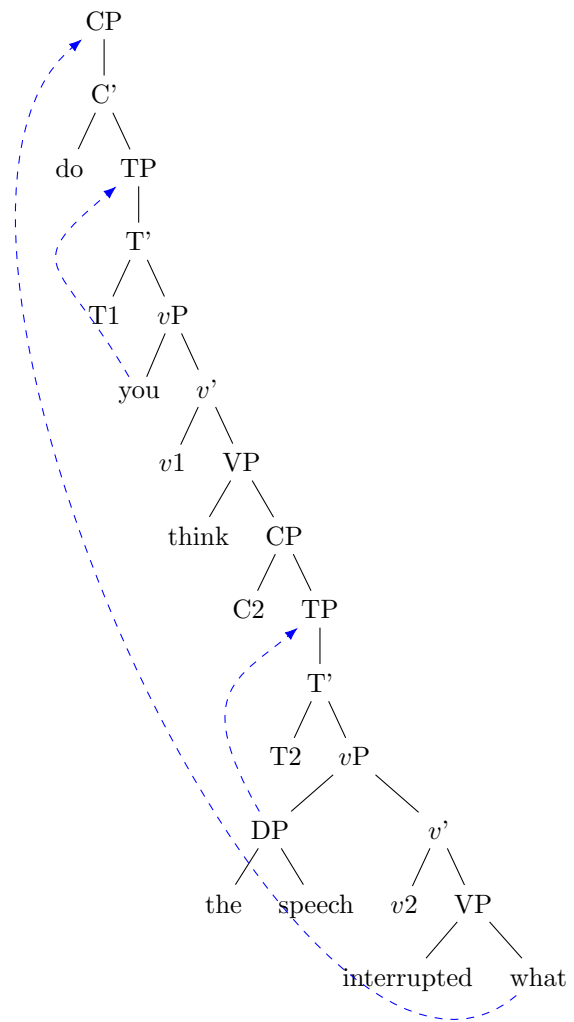 CP
C'
do TP
T'
T1 vP
you v'
v1 VP
think CP
C2 TP
T'
T2 vP
DP v'
the speech v2 VP
interrupted what